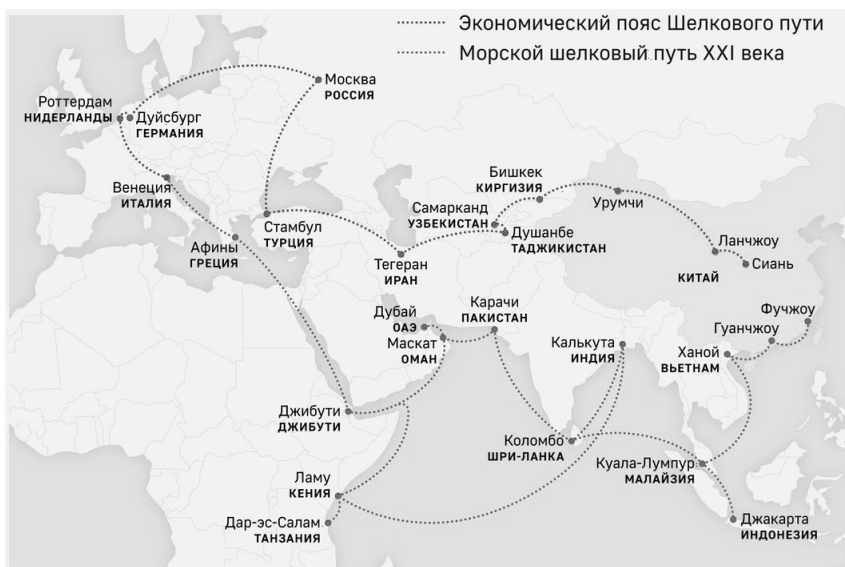 Экономический пояс Шелкового пути
Морской шелковый путь XXI века
Москва
РОССИЯ
Роттердам
НИДЕРЛАНДЫ
Дуйсбург
ГЕРМАНИЯ
Венеция
ИТАЛИЯ
Афины
ГРЕЦИЯ
Стамбул
ТУРЦИЯ
Тегеран
ИРАН
Бишкек
КИРГИЗИЯ
Самарканд
УЗБЕКИСТАН
Душанбе
ТАДЖИКИСТАН
Урумчи
Ланчжоу
Сиань
КИТАЙ
Фучжоу
Гуанчжоу
Ханой
ВЬЕТНАМ
Дубай
ОАЭ
Маскат
ОМАН
Карачи
ПАКИСТАН
Калькута
ИНДИЯ
Джибути
ДЖИБУТИ
Коломбо
ШРИ-ЛАНКА
Куала-Лумпур
МАЛАЙЗИЯ
Ламу
КЕНИЯ
Дар-эс-Салам
ТАНЗАНИЯ
Джакарта
ИНДОНЕЗИЯ